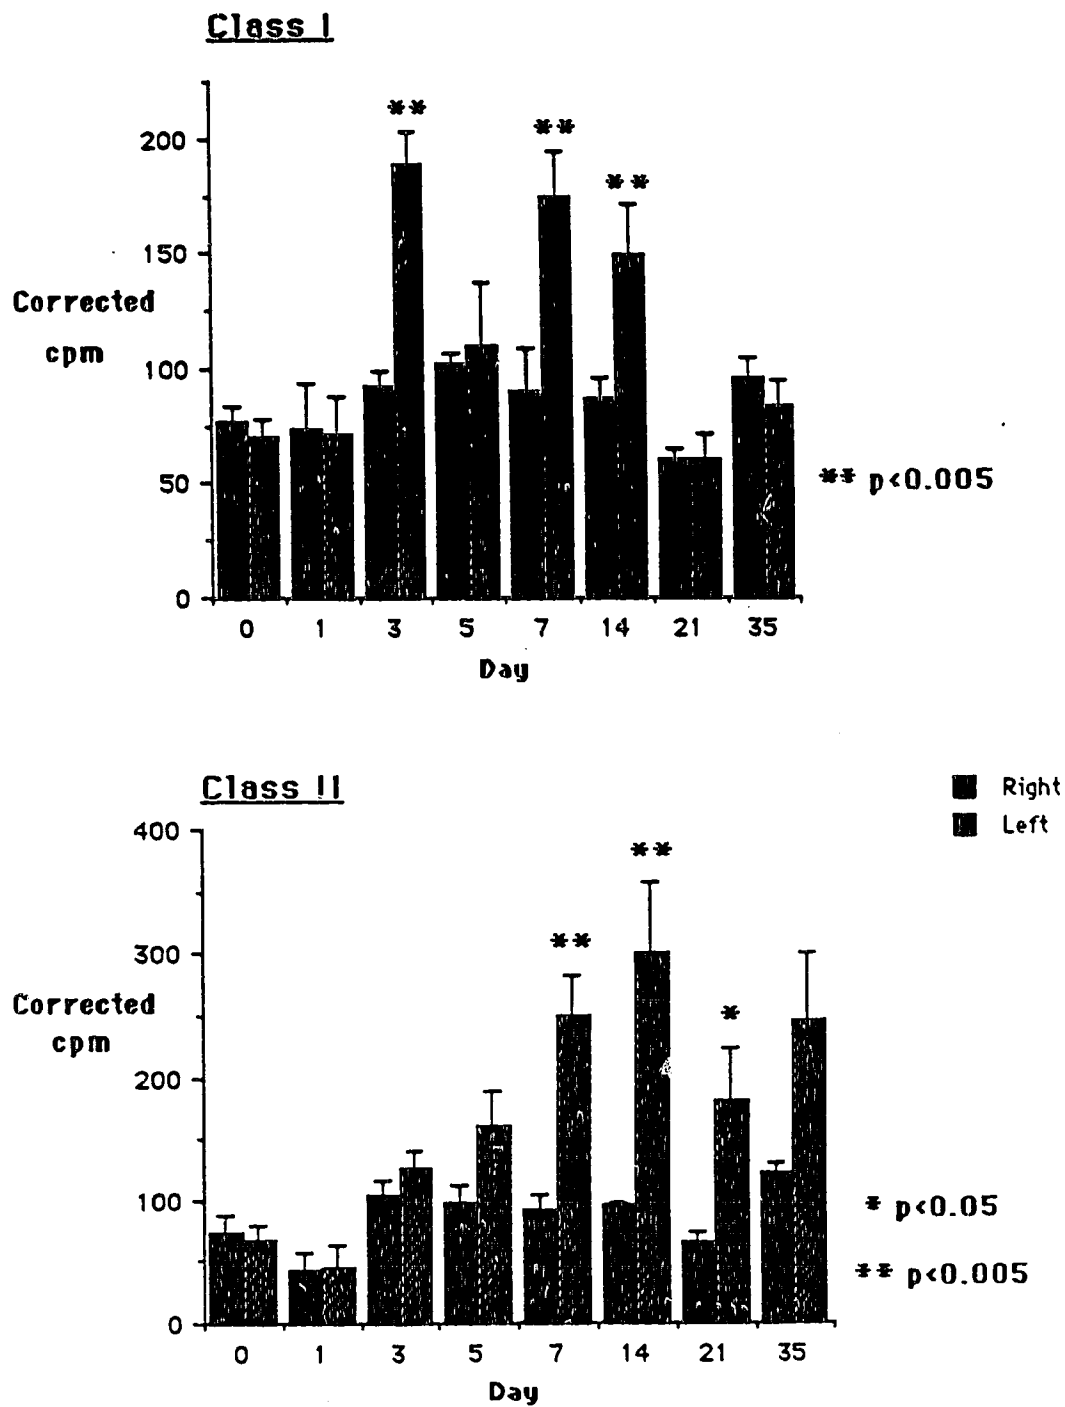 Class I
**
**
**
200
150
Corrected
cpm
100
50
0
** p<0.005
0 1 3 5 7 14 21 35
Day
Class II
Right
Left
400
**
**
300
Corrected
cpm
*
200
100
* p<0.05
** p<0.005
0
0 1 3 5 7 14 21 35
Day